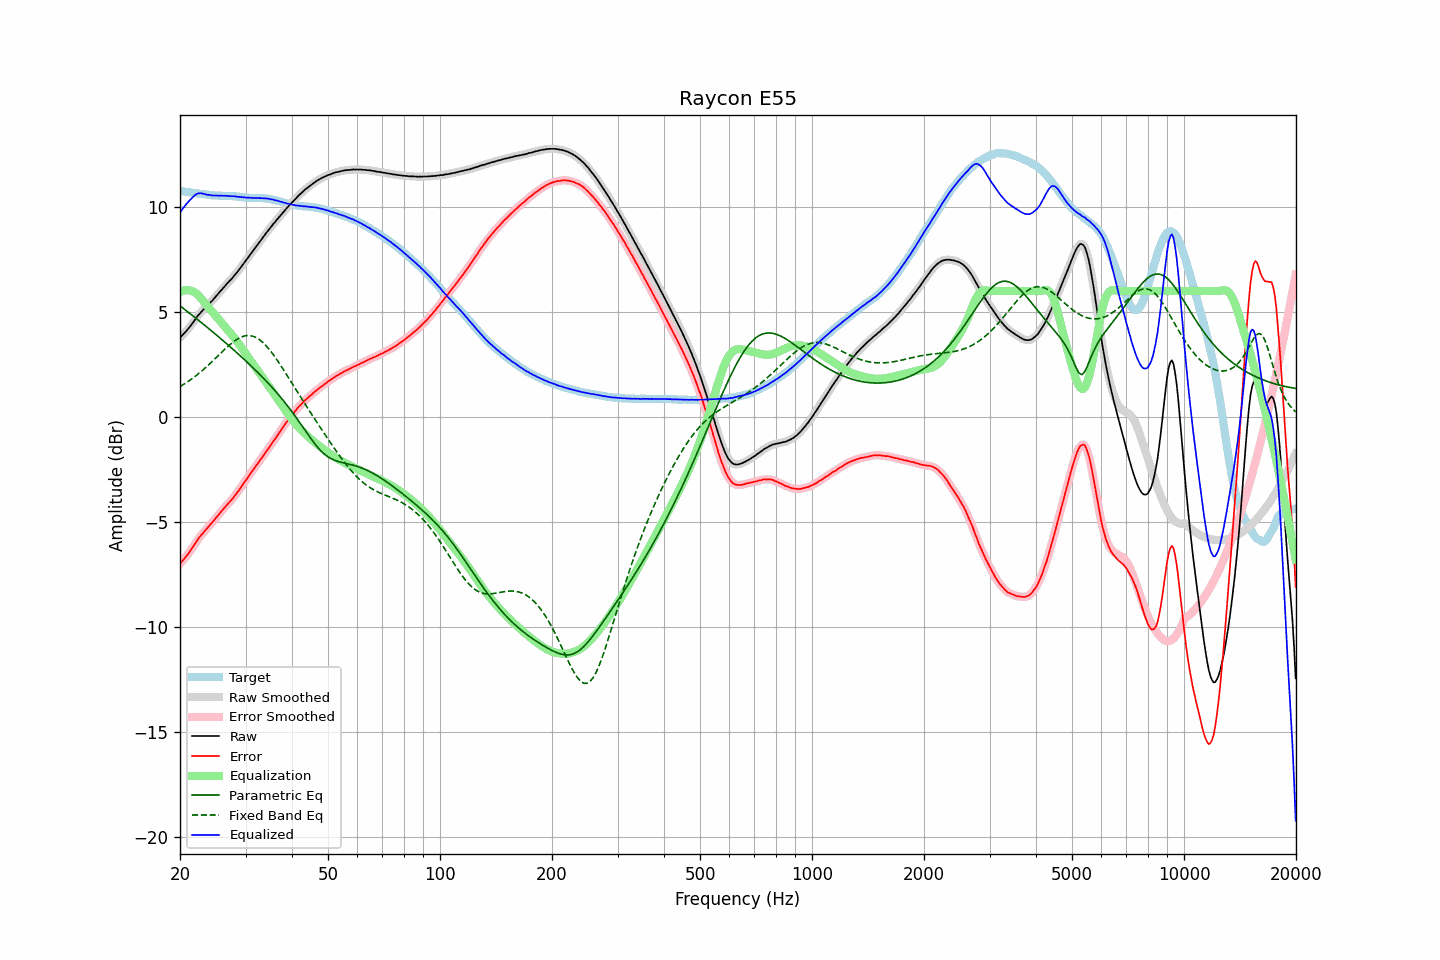 Raycon E55
Amplitude (dBr)
10
5
0
−5
−10
−15
−20
Target
Raw Smoothed
Error Smoothed
Raw
Error
Equalization
Parametric Eq
Fixed Band Eq
Equalized
20 50 100 200 500 1000 2000 5000 10000 20000
Frequency (Hz)